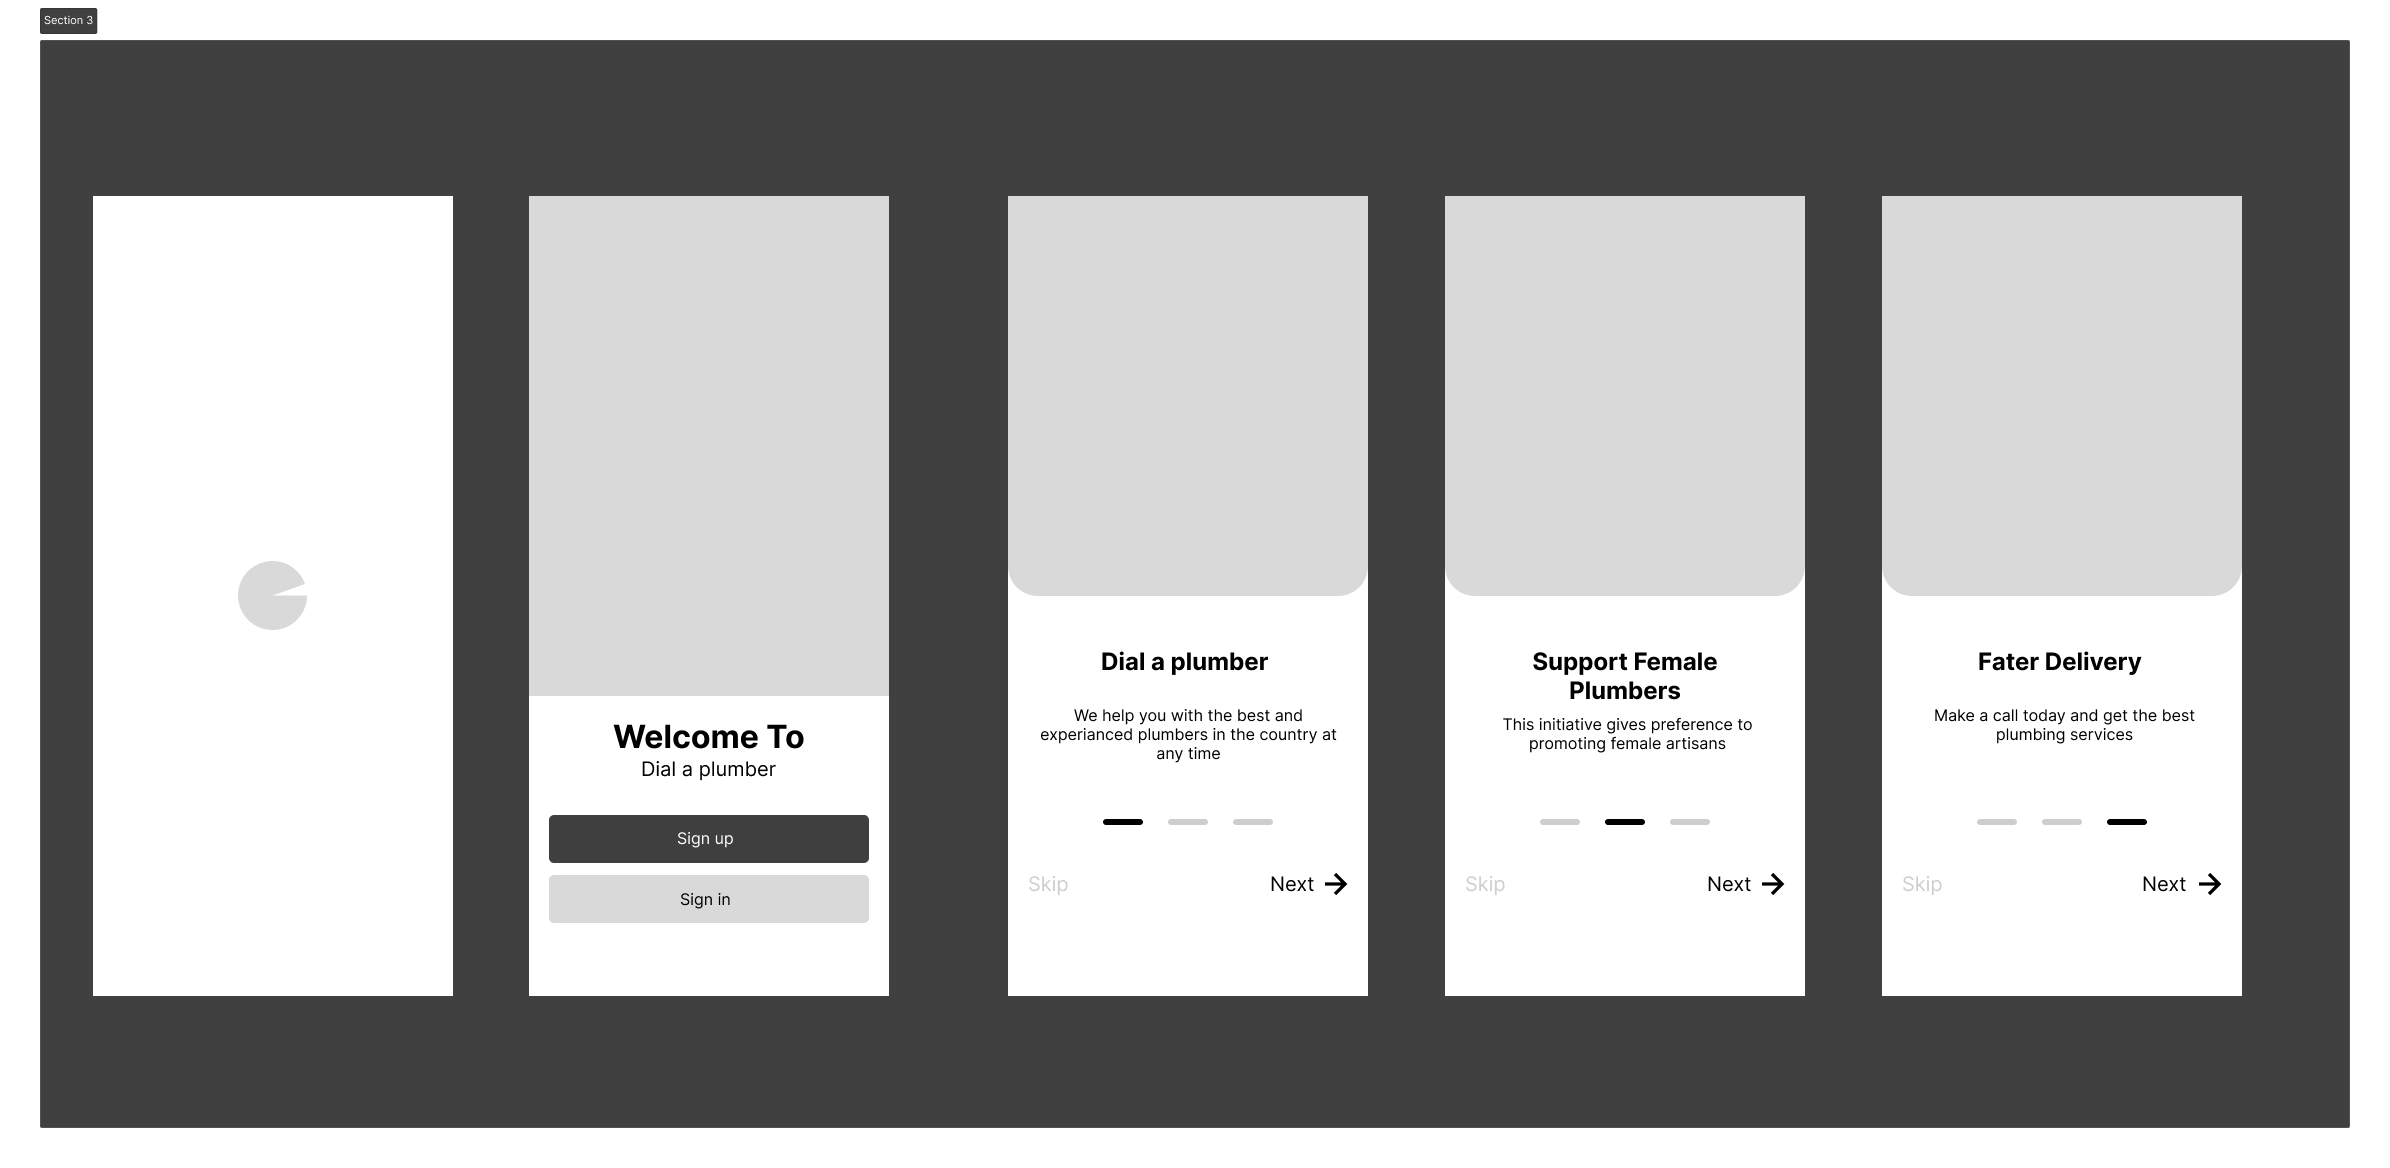 Section 3
Welcome To
Dial a plumber
Sign up
Sign in
Dial a plumber
We help you with the best and
experianced plumbers in the country at
any time
Skip
Next
Support Female
Plumbers
This initiative gives preference to
promoting female artisans
Skip
Next
Fater Delivery
Make a call today and get the best
plumbing services
Skip
Next